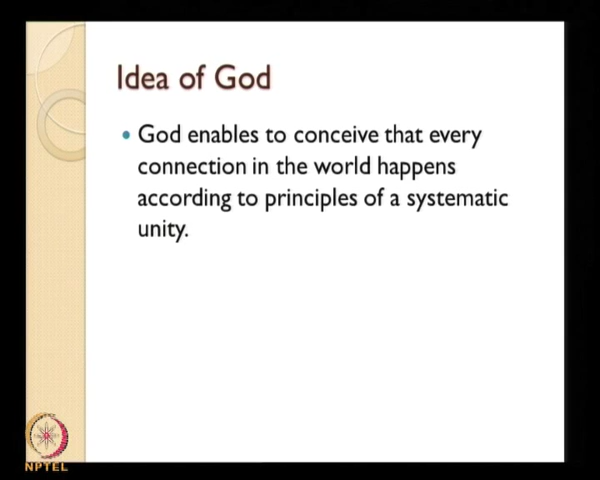 Idea of God
God enables to conceive that every
connection in the world happens
according to principles of a systematic
unity.
NPTEL